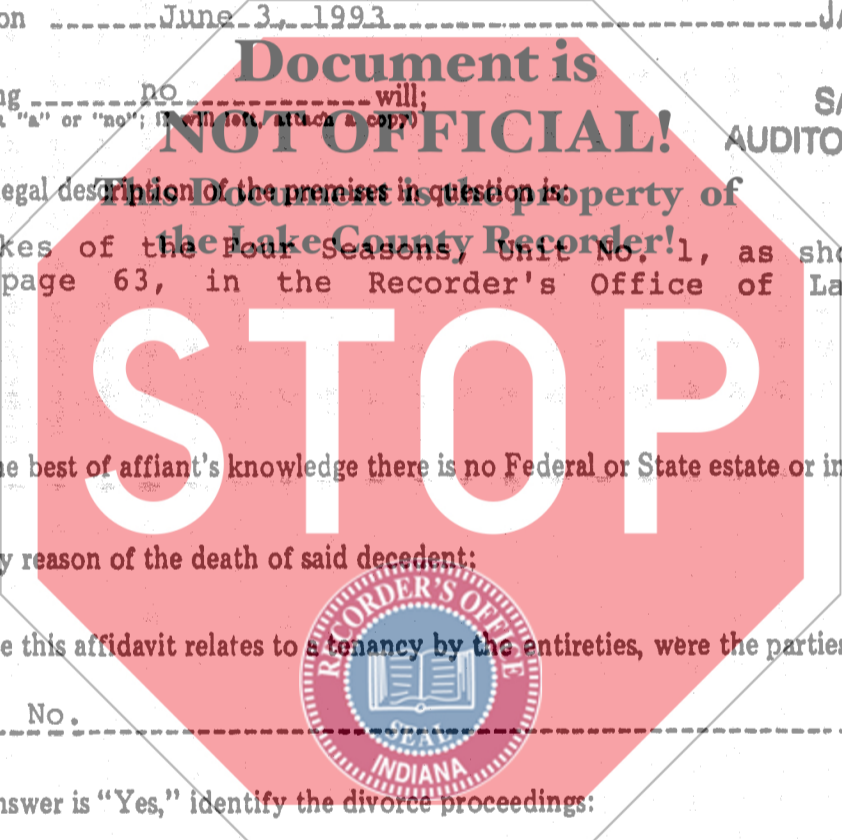 on June 3, 1993 JA
Document is
ng no will;
"a" or "no"; if will left, attach a copy)
NOT OFFICIAL!
SA
AUDITO
egal description of the premises in question is:
This Document is the property of
the Lake County Recorder!
kes of the Four Seasons, Unit No. 1, as sho
page 63, in the Recorder's Office of La
STOP
he best of affiant's knowledge there is no Federal or State estate or in
y reason of the death of said decedent;
RECORDER'S OFFICE
e this affidavit relates to a tenancy by the entireties, were the parties
No.
SEAL
INDIANA
nswer is “Yes,” identify the divorce proceedings: